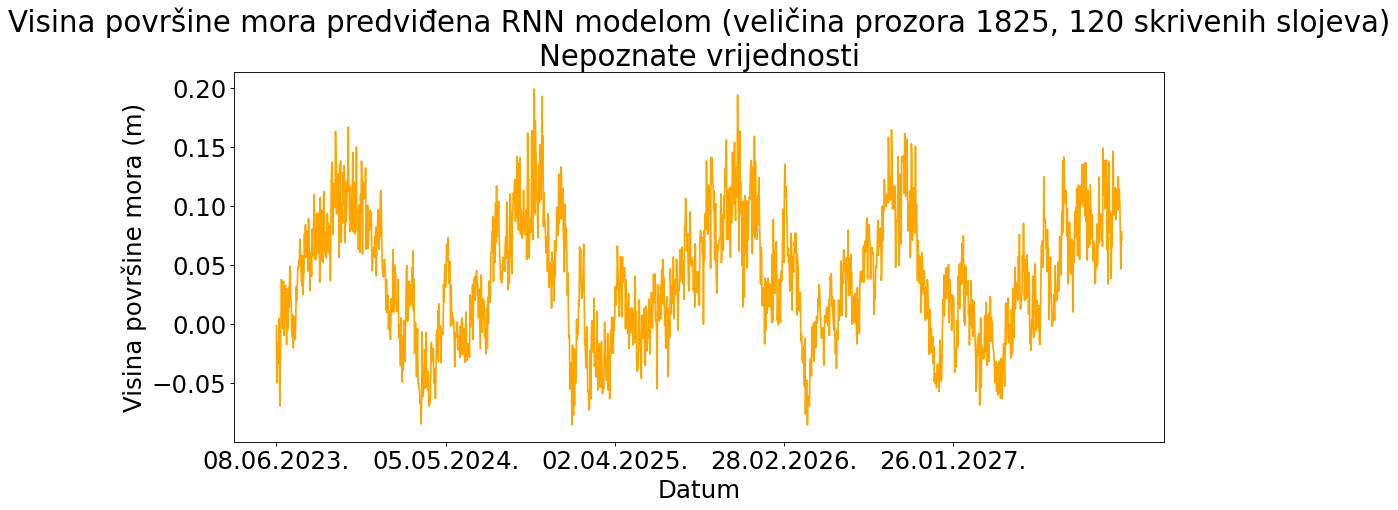 Visina površine mora predviđena RNN modelom (veličina prozora 1825, 120 skrivenih slojeva)
Nepoznate vrijednosti
Visina površine mora (m)
0.20
0.15
0.10
0.05
0.00
−0.05
08.06.2023. 05.05.2024. 02.04.2025. 28.02.2026. 26.01.2027.
Datum